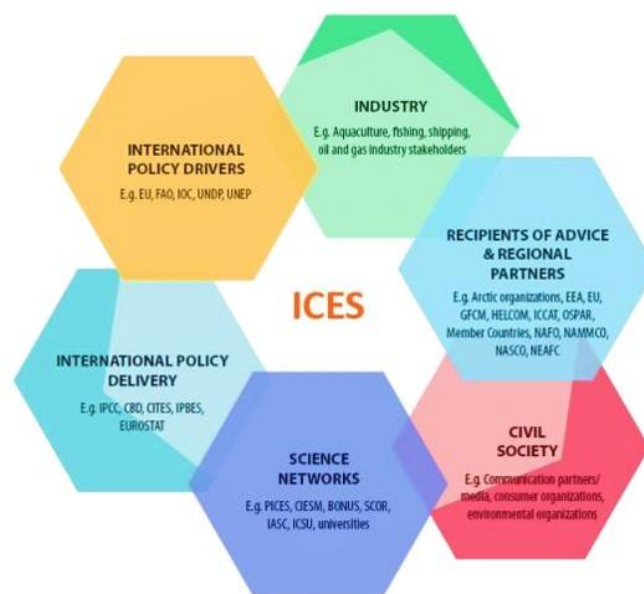 INDUSTRY
E.g. Aquaculture, fishing, shipping,
oil and gas industry stakeholders
INTERNATIONAL
POLICY DRIVERS
E.g. EU, FAO, IOC, UNDP, UNEP
RECIPIENTS OF ADVICE
& REGIONAL
PARTNERS
E.g. Arctic organizations, EEA, EU,
GFCM, HELCOM, ICCAT, OSPAR,
Member Countries, NAFO, NAMMCO,
NASCO, NEAFC
ICES
INTERNATIONAL POLICY
DELIVERY
E.g. IPCC, CBD, CITES, IPBES,
EUROSTAT
CIVIL
SOCIETY
E.g. Communication partners/
media, consumer organizations,
environmental organizations
SCIENCE
NETWORKS
E.g. PICES, CIESM, BONUS, SCOR,
IASC, ICSU, universities